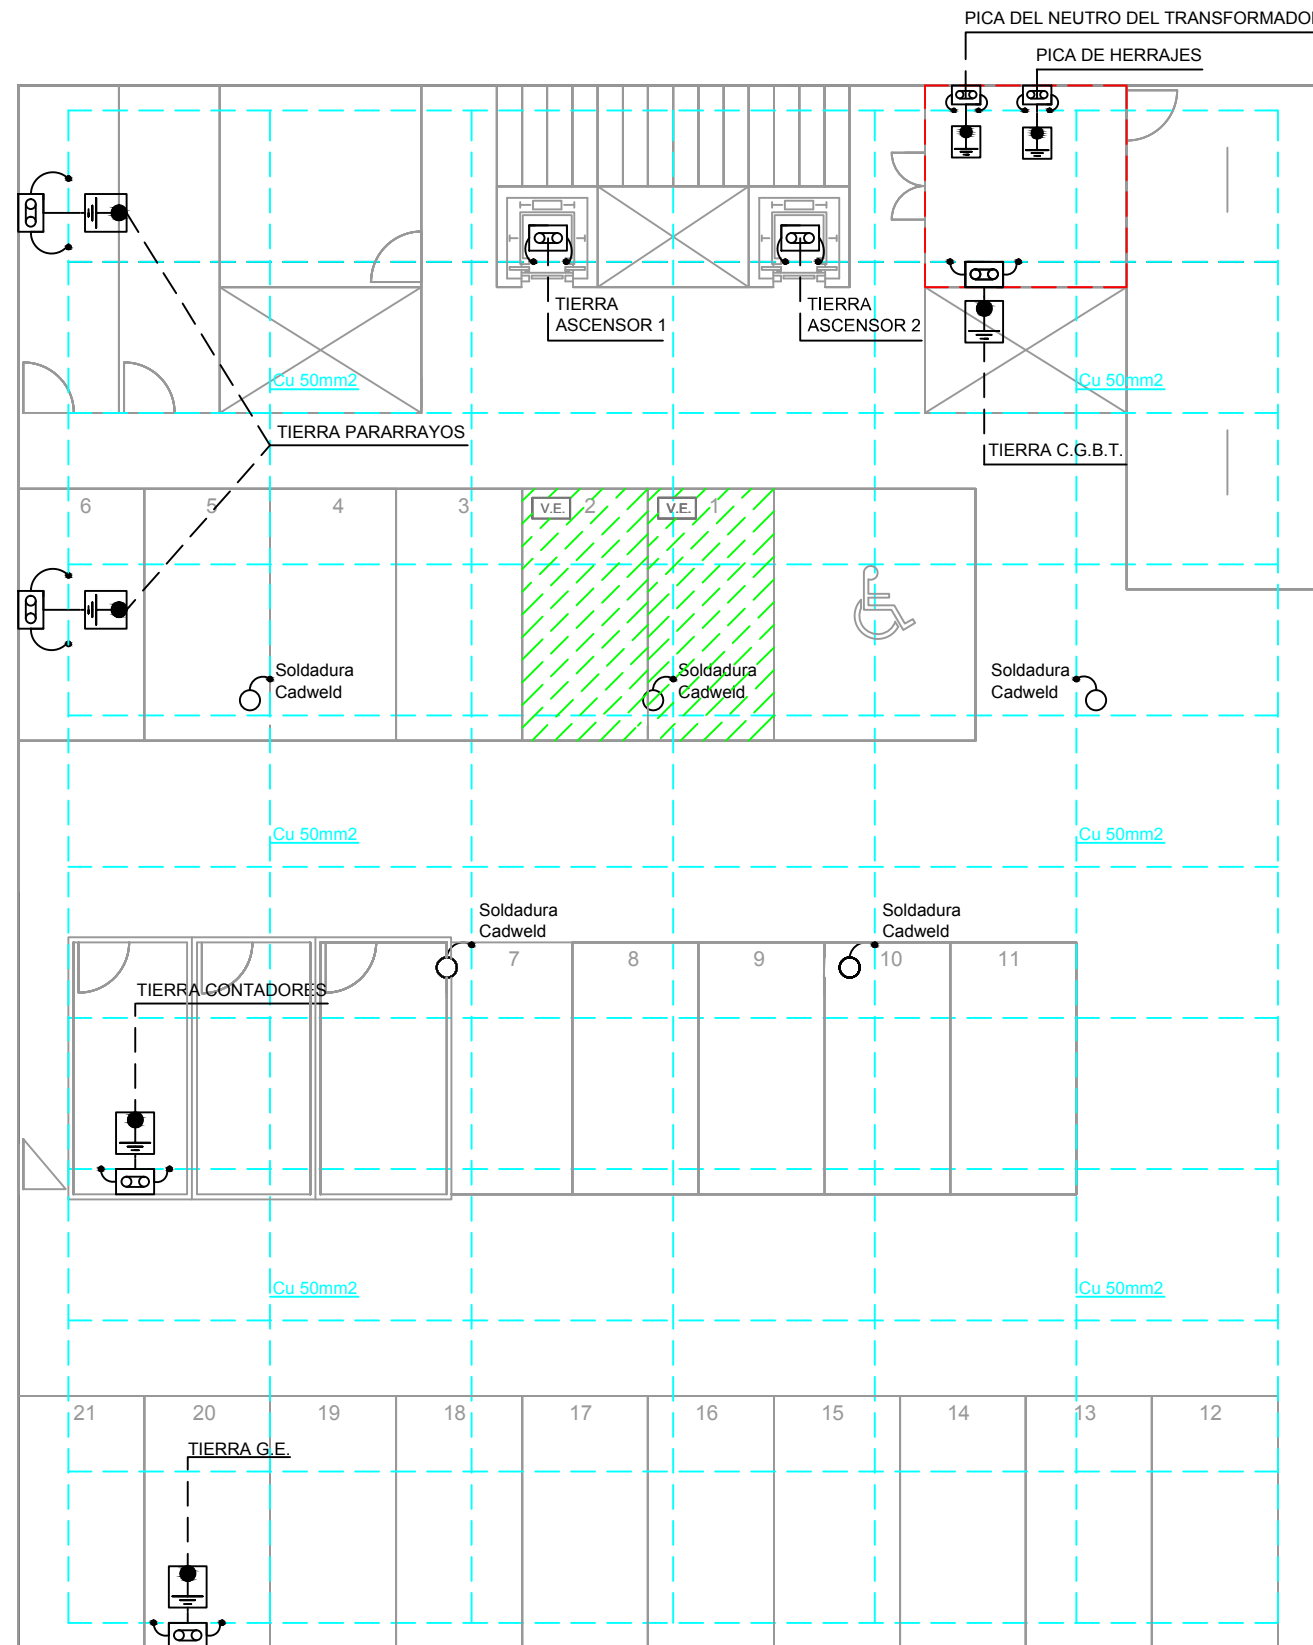 PICA DEL NEUTRO DEL TRANSFORMADOR
PICA DE HERRAJES
TIERRA
ASCENSOR 1
TIERRA
ASCENSOR 2
Cu 50mm2
Cu 50mm2
TIERRA PARARRAYOS
TIERRA C.G.B.T.
6
5
4
3
V.E.
2
V.E.
1
Soldadura
Cadweld
Soldadura
Cadweld
Soldadura
Cadweld
Cu 50mm2
Cu 50mm2
Soldadura
Cadweld
Soldadura
Cadweld
7
8
9
10
11
TIERRA CONTADORES
Cu 50mm2
Cu 50mm2
21
20
19
18
17
16
15
14
13
12
TIERRA G.E.